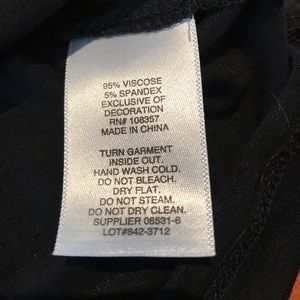 95% VISCOSE
5% SPANDEX
EXCLUSIVE OF
DECORATION
RN# 108357
MADE IN CHINA
TURN GARMENT
INSIDE OUT.
HAND WASH COLD.
DO NOT BLEACH.
DRY FLAT.
DO NOT STEAM.
DO NOT DRY CLEAN.
SUPPLIER 08531-6
LOT#842-3712